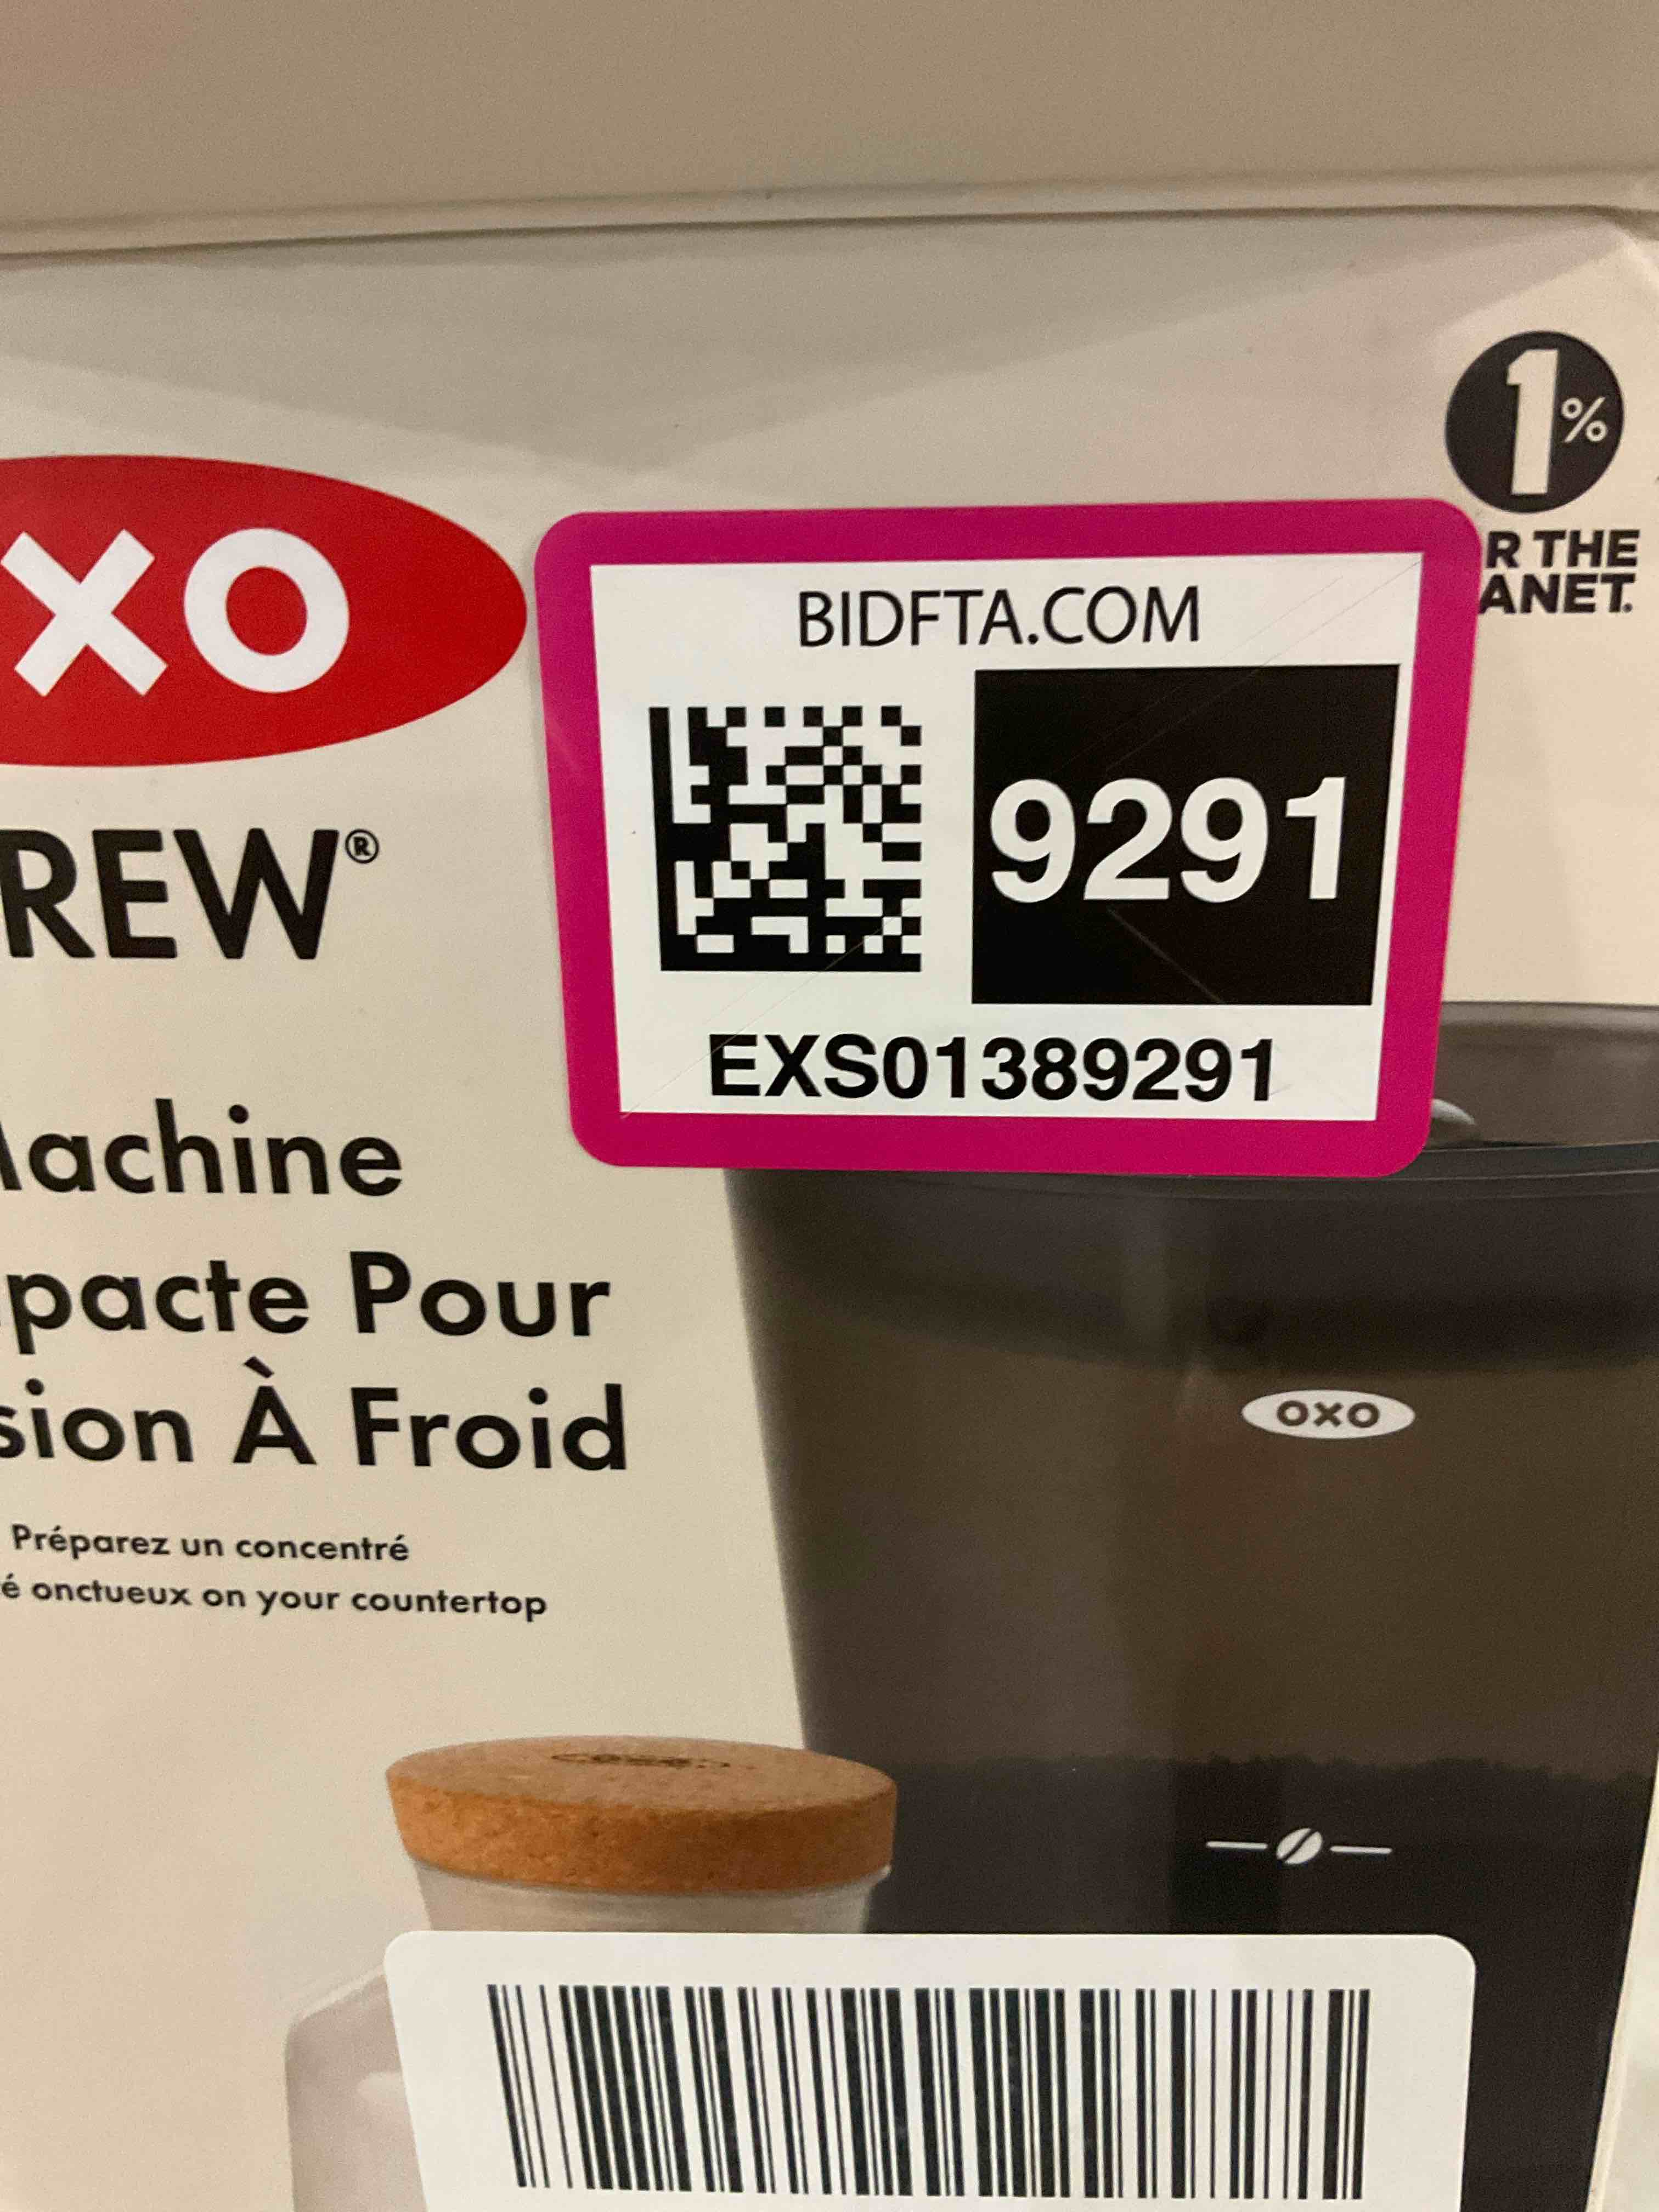 1%
R THE
ANET.
XO
BIDFTA.COM
9291
EXS01389291
REW®
achine
pacte Pour
sion À Froid
Préparez un concentré
é onctueux on your countertop
OXO